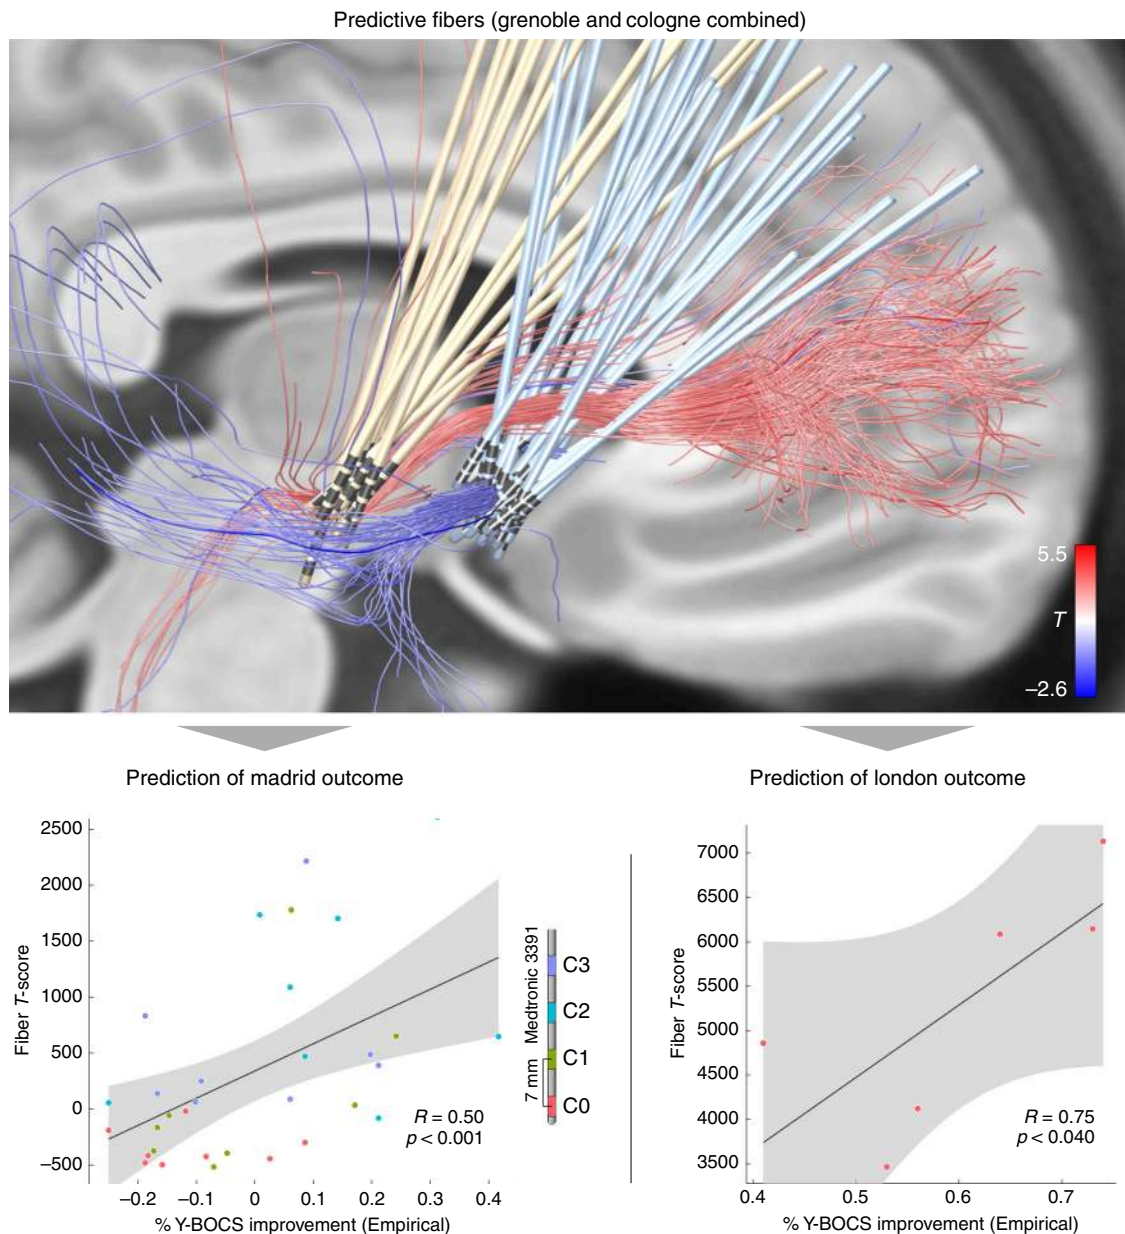 Predictive fibers (grenoble and cologne combined)
5.5
T
–2.6
Prediction of madrid outcome
Fiber T-score
2500
2000
1500
1000
500
0
–500
–0.2 –0.1 0 0.1 0.2 0.3 0.4
% Y-BOCS improvement (Empirical)
R = 0.50
p < 0.001
Medtronic 3391
7 mm
C3
C2
C1
C0
Prediction of london outcome
Fiber T-score
7000
6500
6000
5500
5000
4500
4000
3500
0.4 0.5 0.6 0.7
% Y-BOCS improvement (Empirical)
R = 0.75
p < 0.040